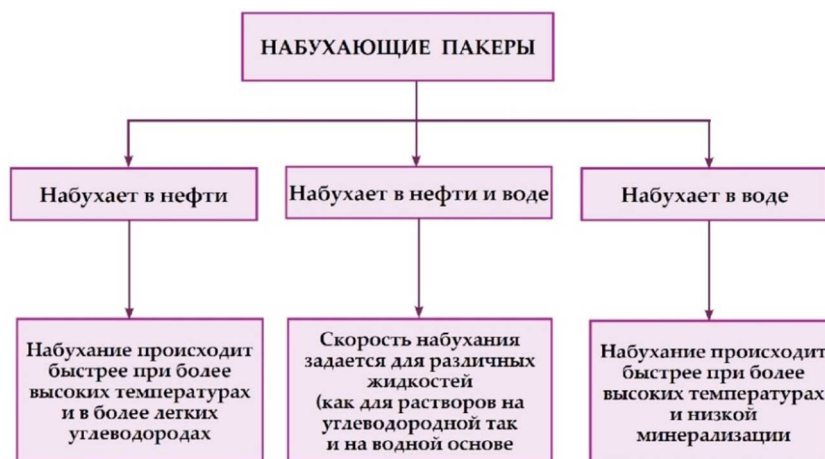 НАБУХАЮЩИЕ ПАКЕРЫ
Набухает в нефти
Набухает в нефти и воде
Набухает в воде
Набухание происходит
быстрее при более
высоких температурах
и в более легких
углеводородах
Скорость набухания
задается для различных
жидкостей
(как для растворов на
углеводородной так
и на водной основе
Набухание происходит
быстрее при более
высоких температурах
и низкой
минерализации